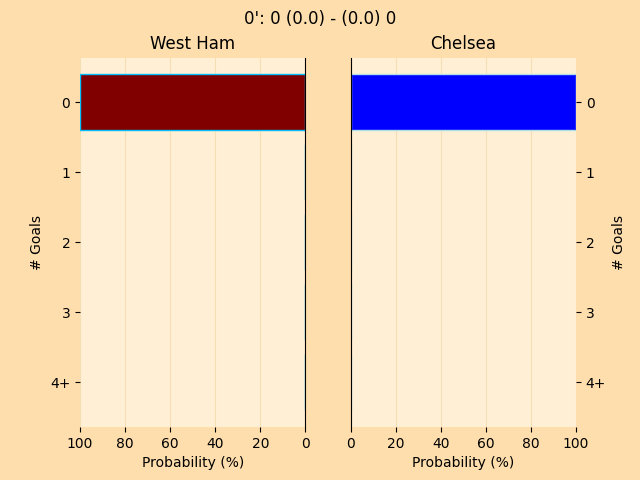 0': 0 (0.0) - (0.0) 0
West Ham
Chelsea
0
1
2
3
4+
# Goals
100 80 60 40 20 0
Probability (%)
0
1
2
3
4+
# Goals
0 20 40 60 80 100
Probability (%)